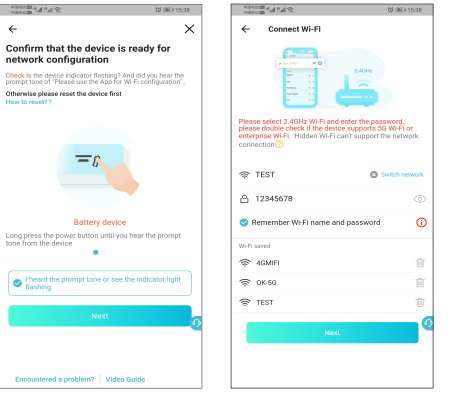 15:38
Confirm that the device is ready for
network configuration
Check Is the device indicator flashing? And did you hear the
prompt tone of "Please use the App for Wi-Fi configuration" .
Otherwise please reset the device first
How to reset??
Battery device
Long press the power button until you hear the prompt
tone from the device
I heard the prompt tone or see the indicator light
flashing
Next
Encountered a problem? | Video Guide
15:38
Connect Wi-Fi
2.4GHz
Please select 2.4GHz Wi-Fi and enter the password,
please double check if the device supports 5G Wi-Fi or
enterprise Wi-Fi. Hidden Wi-Fi can't support the network
connection?
TEST
Switch network
12345678
Remember Wi-Fi name and password
Wi-Fi saved
4GMIFI
OK-5G
TEST
Next